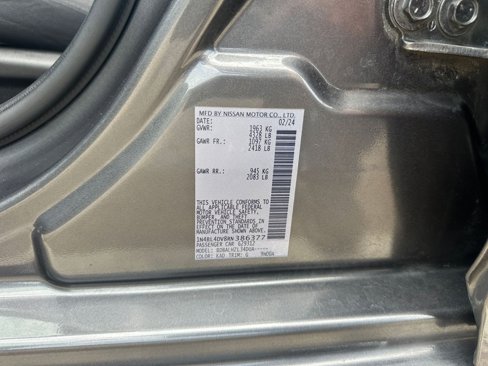 MFD BY NISSAN MOTOR CO., LTD.
DATE: 02/24
GVWR: 1963 KG
4328 LB
GAWR FR.: 1097 KG
2418 LB
GAWR RR.: 945 KG
2083 LB
THIS VEHICLE CONFORMS TO
ALL APPLICABLE FEDERAL
MOTOR VEHICLE SAFETY,
BUMPER, AND THEFT
PREVENTION STANDARDS IN
EFFECT ON THE DATE OF
MANUFACTURE SHOWN ABOVE.
1N4BL4DV8RN386377
PASSENGER CAR
COLOR: KAD TRIM: G